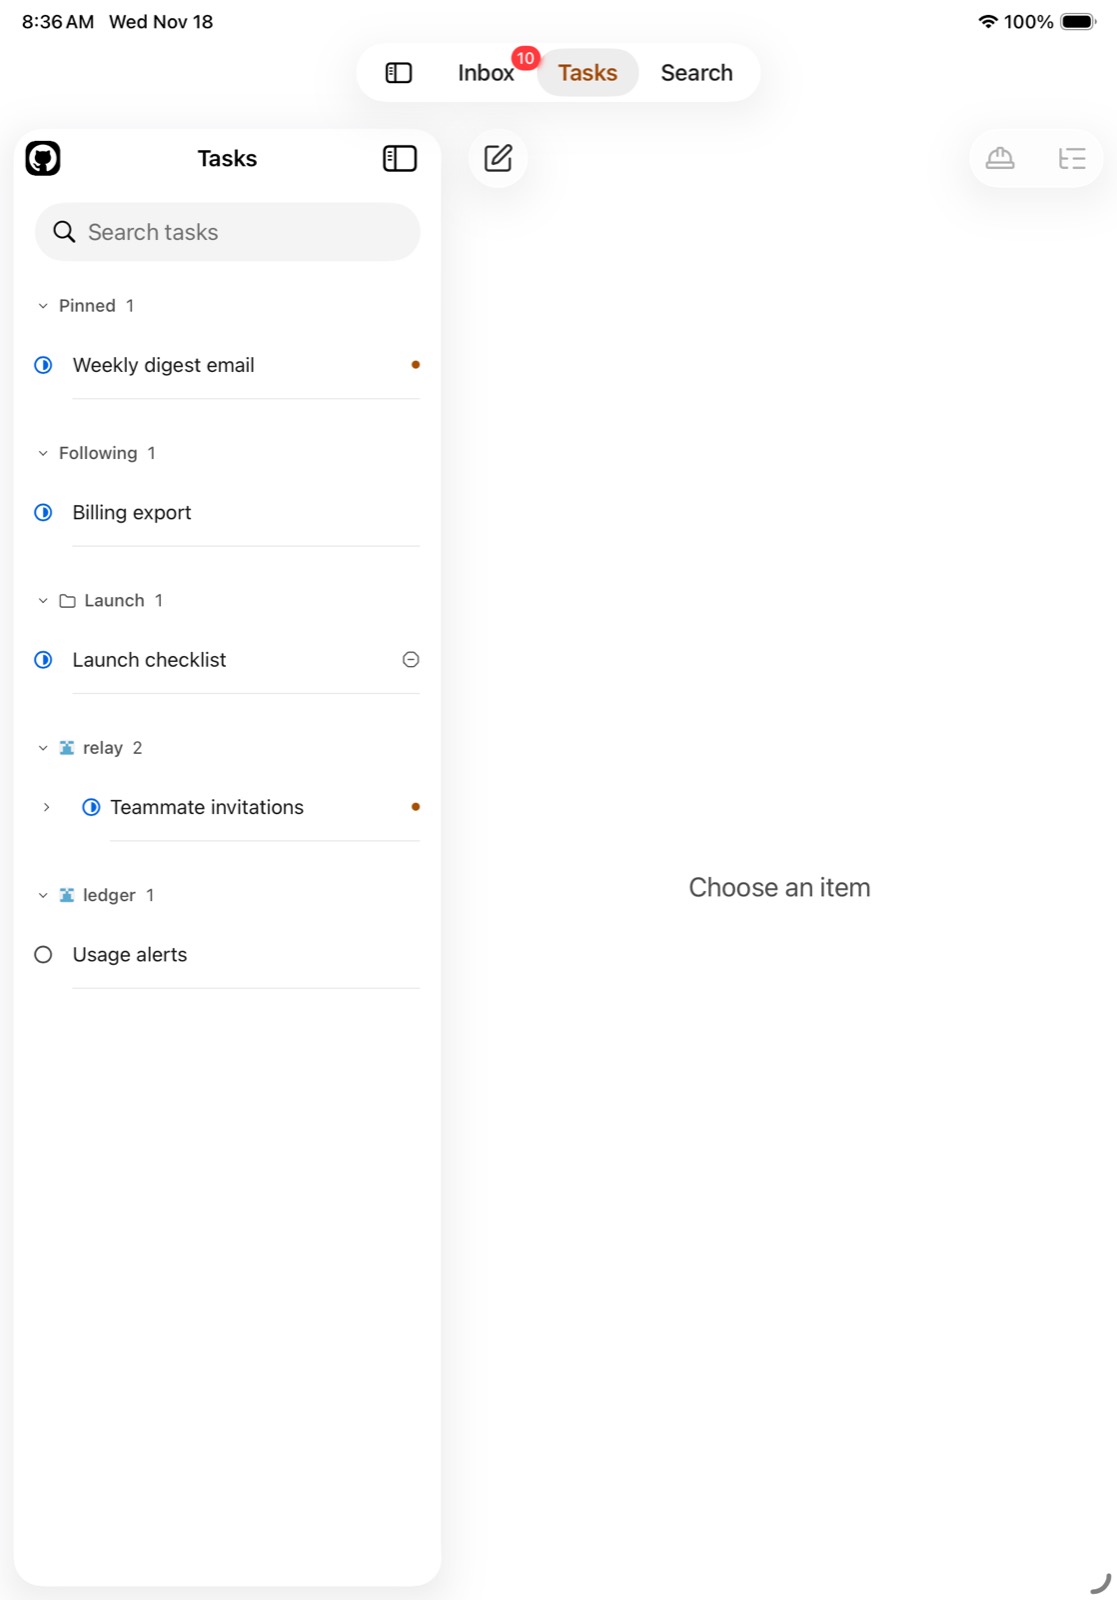 8:36 AM Wed Nov 18
100%
Inbox 10 Tasks Search
Tasks
Search tasks
Pinned 1
Weekly digest email
Following 1
Billing export
Launch 1
Launch checklist
relay 2
Teammate invitations
ledger 1
Usage alerts
Choose an item